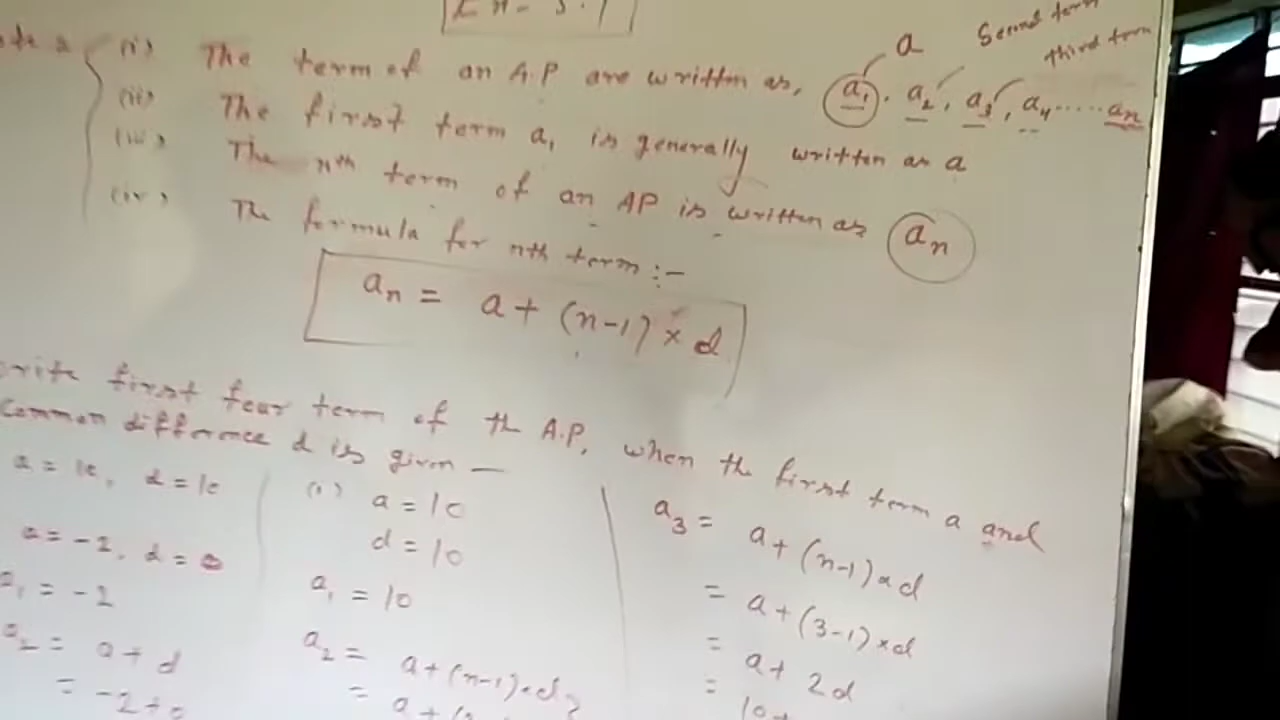 (i) The term of an A.P are written as, a₁, a₂, a₃, a₄ ..... aₙ
a Second term third term
(ii) The first term a₁ is generally written as a
(iii) The nth term of an AP is written as aₙ
(iv) The formula for nth term :-
aₙ = a + (n-1) × d
first four term of the A.P, when the first term a and
common difference d is given —
a = 10, d = 10
a = -2, d = 0
a₁ = -2
a₂ = a + d
= -2 + 0
(i) a = 10
d = 10
a₁ = 10
a₂ = a + (n-1) × d
= a +
a₃ = a + (n-1) × d
= a + (3-1) × d
= a + 2d
= 10 +